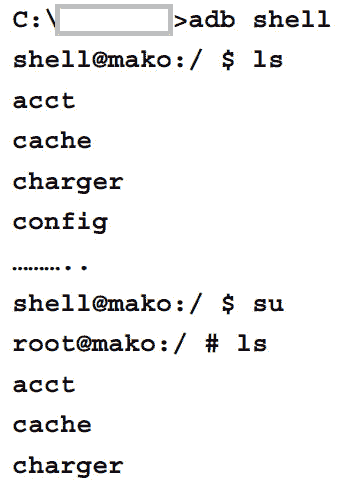 C:\>adb shell
shell@mako:/ $ ls
acct
cache
charger
config
………..
shell@mako:/ $ su
root@mako:/ # ls
acct
cache
charger